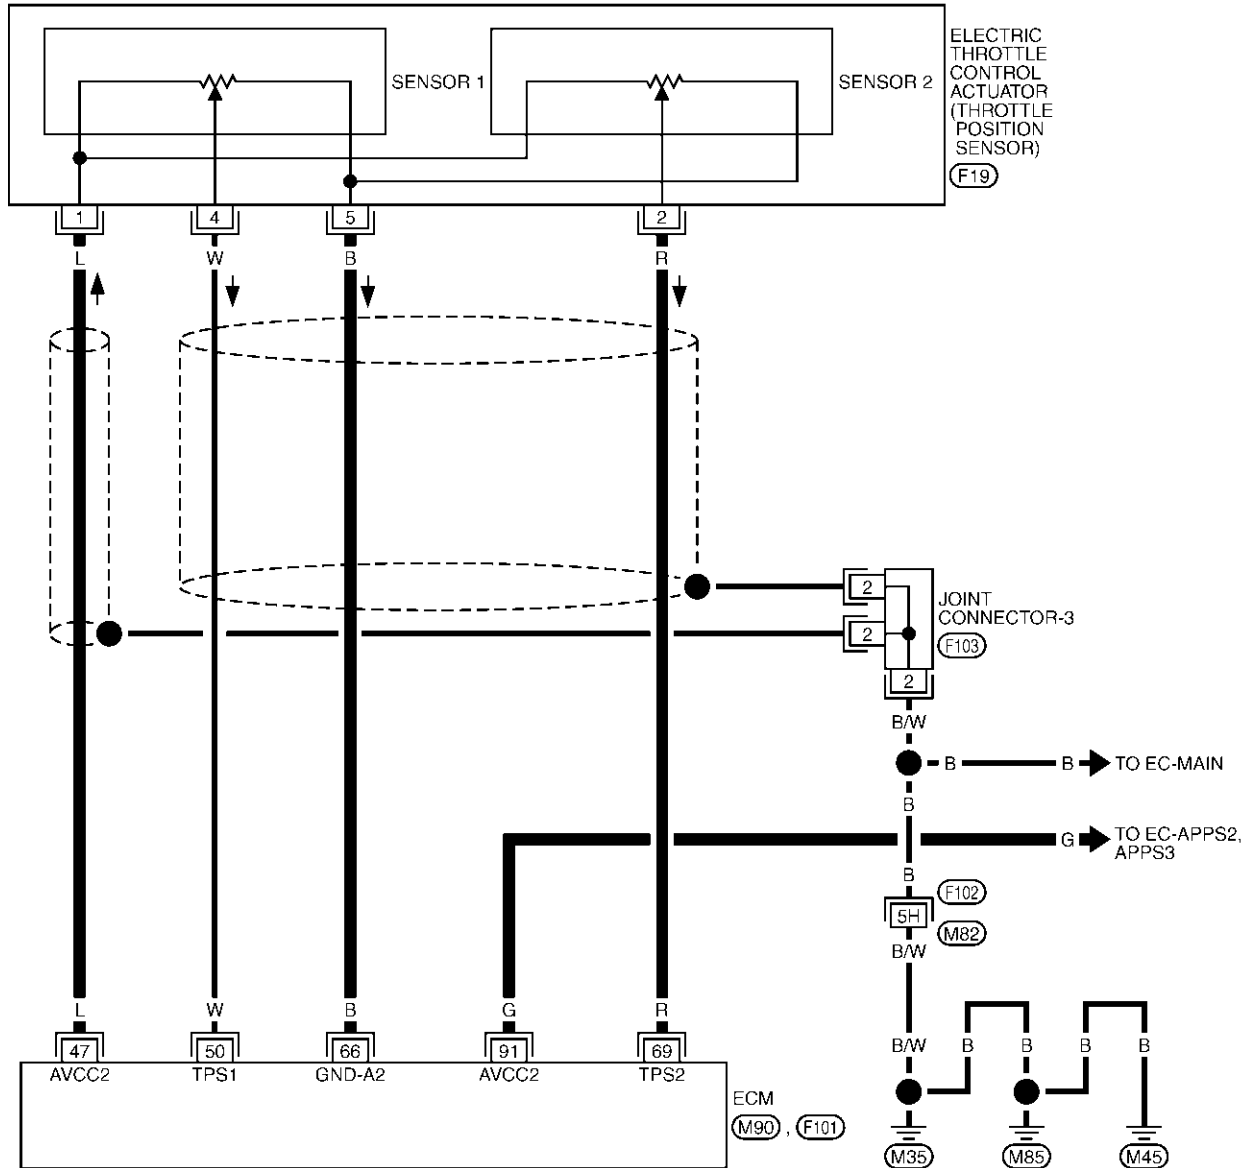 ELECTRIC
THROTTLE
CONTROL
ACTUATOR
(THROTTLE
POSITION
SENSOR)
F19
SENSOR 1
SENSOR 2
1
4
5
2
L
W
B
R
2
2
JOINT
CONNECTOR-3
F103
2
B/W
B
B
TO EC-MAIN
B
G
TO EC-APPS2,
APPS3
B
F102
5H
M82
B/W
L
W
B
G
R
47
50
66
91
69
B/W
B
B
B
B
AVCC2
TPS1
GND-A2
AVCC2
TPS2
ECM
M90 , F101
M35
M85
M45